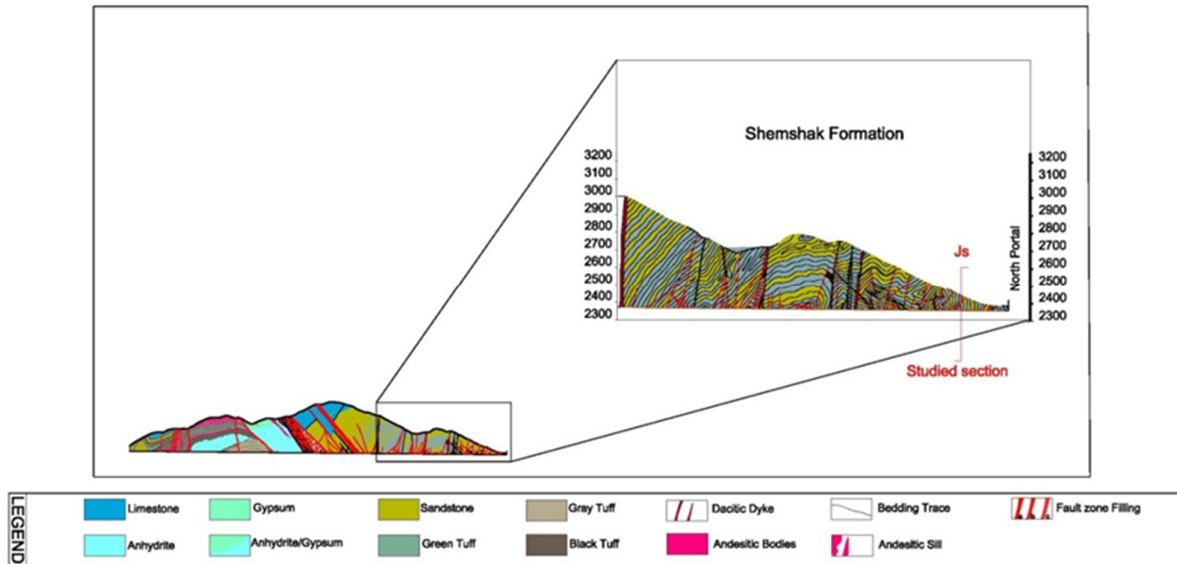 Shemshak Formation
3200
3100
3000
2900
2800
2700
2600
2500
2400
2300
3200
3100
3000
2900
2800
2700
2600
2500
2400
2300
North Portal
Js
Studied section
LEGEND
Limestone
Gypsum
Sandstone
Gray Tuff
Dacitic Dyke
Bedding Trace
Fault zone Filling
Anhydrite
Anhydrite/Gypsum
Green Tuff
Black Tuff
Andesitic Bodies
Andesitic Sill